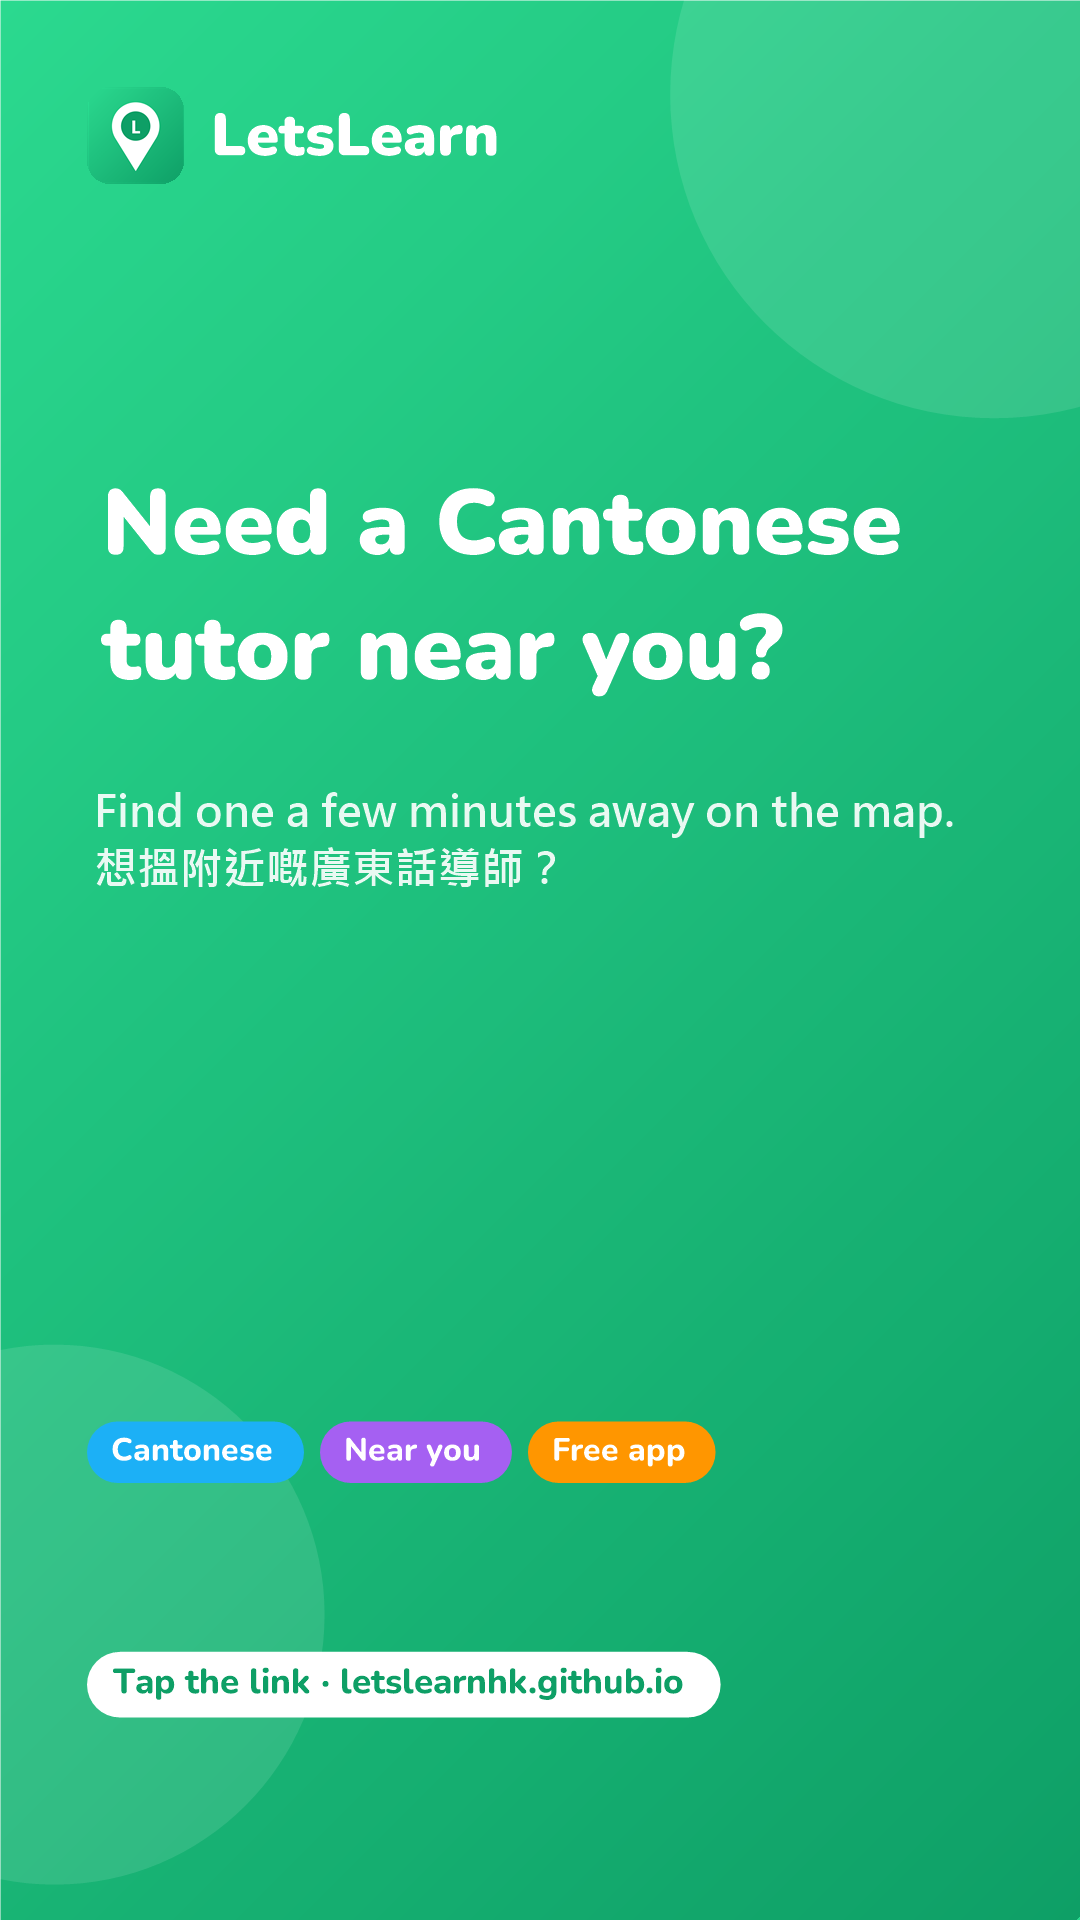 L
LetsLearn
Need a Cantonese
tutor near you?
Find one a few minutes away on the map.
想搵附近嘅廣東話導師？
Cantonese
Near you
Free app
Tap the link · letslearnhk.github.io